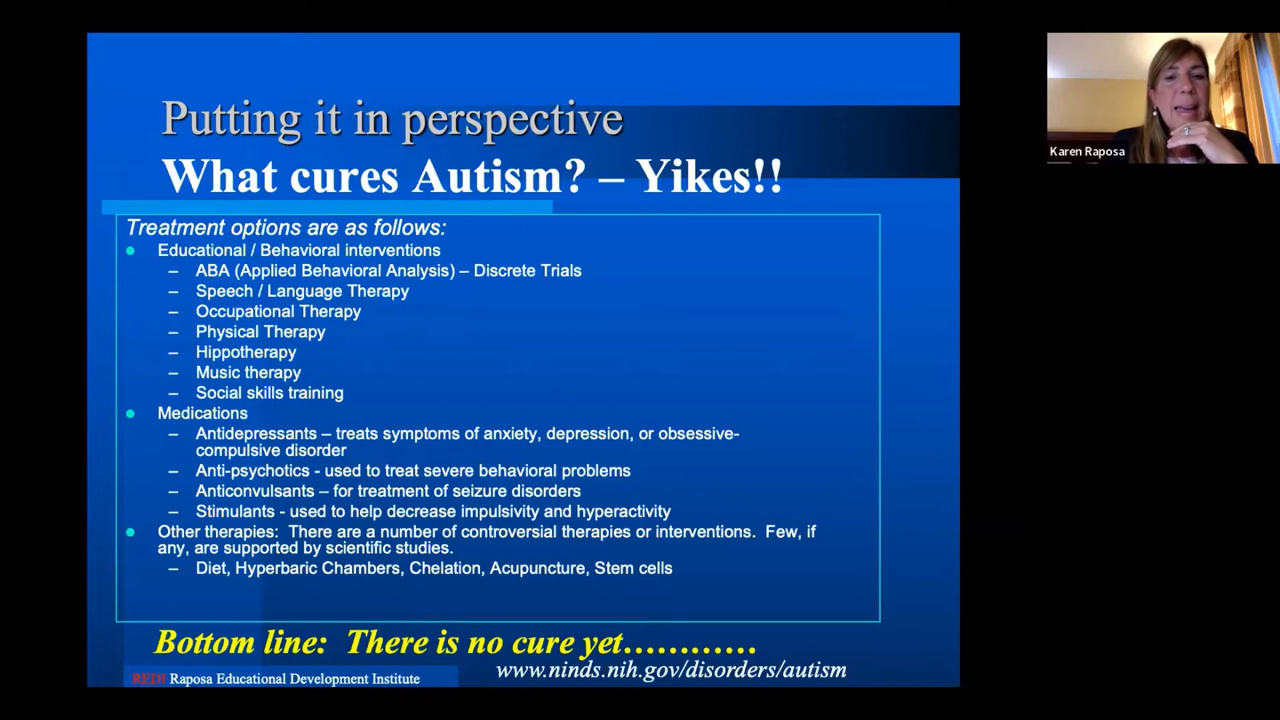 Putting it in perspective
What cures Autism? – Yikes!!
Treatment options are as follows:
● Educational / Behavioral interventions
– ABA (Applied Behavioral Analysis) – Discrete Trials
– Speech / Language Therapy
– Occupational Therapy
– Physical Therapy
– Hippotherapy
– Music therapy
– Social skills training
● Medications
– Antidepressants – treats symptoms of anxiety, depression, or obsessive-
compulsive disorder
– Anti-psychotics - used to treat severe behavioral problems
– Anticonvulsants – for treatment of seizure disorders
– Stimulants - used to help decrease impulsivity and hyperactivity
● Other therapies: There are a number of controversial therapies or interventions. Few, if
any, are supported by scientific studies.
– Diet, Hyperbaric Chambers, Chelation, Acupuncture, Stem cells
Bottom line: There is no cure yet…………
www.ninds.nih.gov/disorders/autism
REDI Raposa Educational Development Institute
Karen Raposa